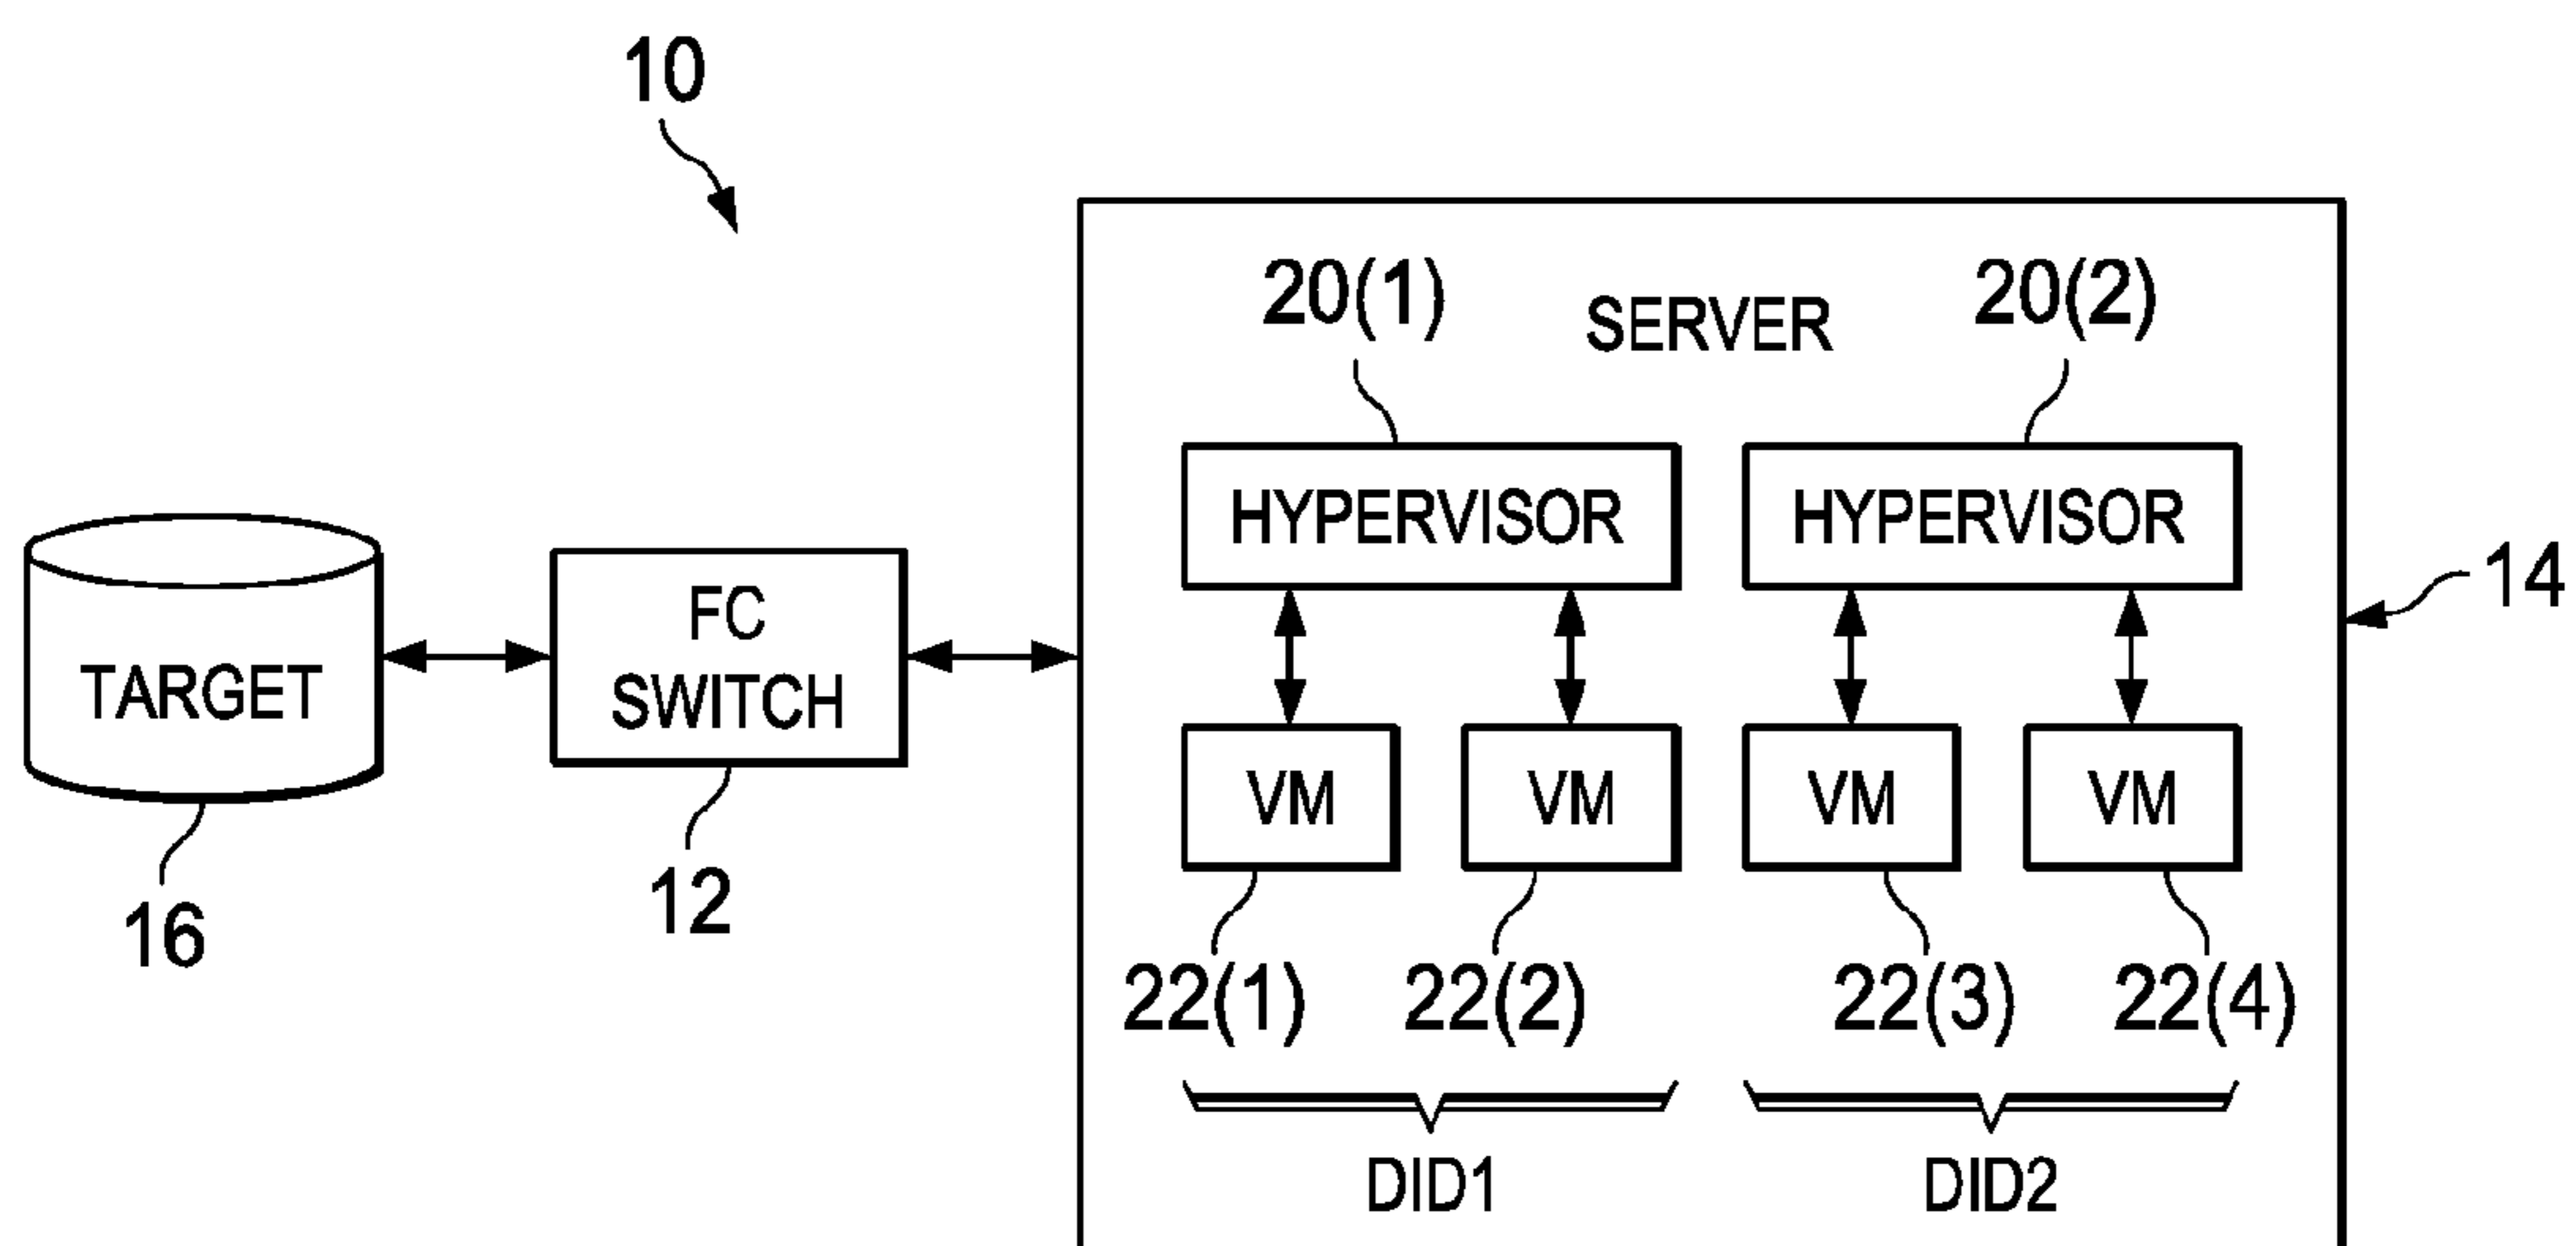 10
20(1)
SERVER
20(2)
HYPERVISOR
HYPERVISOR
14
TARGET
FC
SWITCH
VM
VM
VM
VM
16
12
22(1)
22(2)
22(3)
22(4)
DID1
DID2